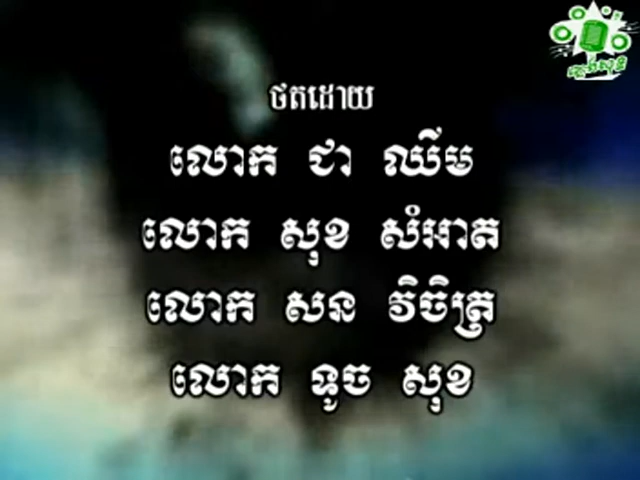 ថតដោយ
លោក ជា ឈឹម
លោក សុខ សំអាត
លោក សន វិចិត្រ
លោក ទូច សុខ